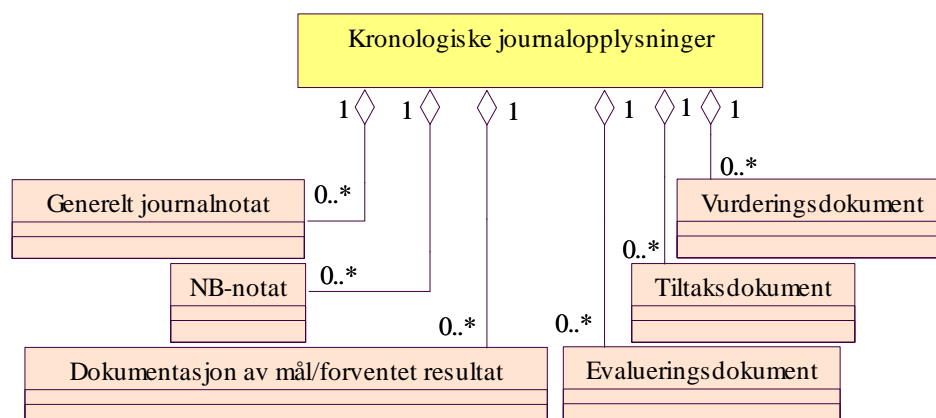 Kronologiske journalopplysninger
1
1
1
1
1
1
0..*
Generelt journalnotat
0..*
Vurderingsdokument
0..*
NB-notat
0..*
Tiltaksdokument
0..*
Dokumentasjon av mål/forventet resultat
0..*
Evalueringsdokument